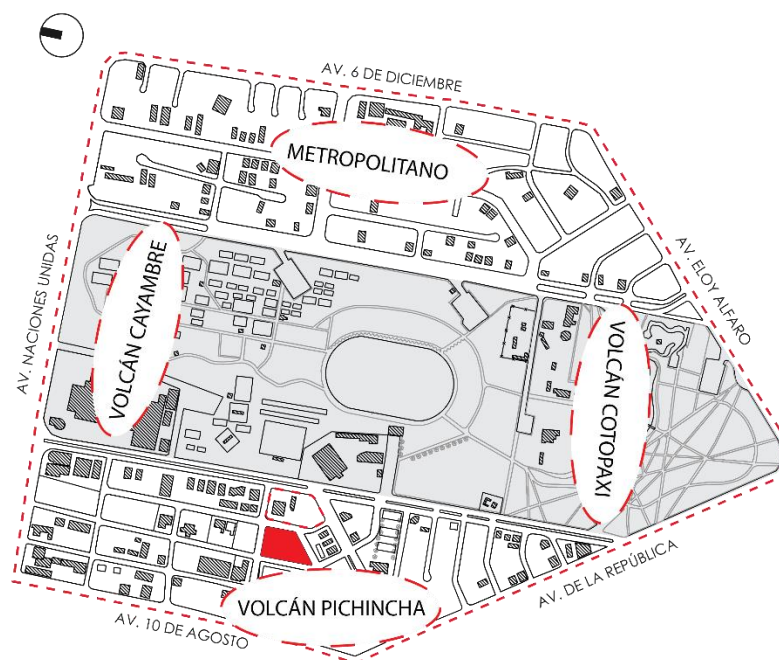 AV. 6 DE DICIEMBRE
METROPOLITANO
AV. ELOY ALFARO
AV. NACIONES UNIDAS
VOLCÁN CAYAMBRE
VOLCÁN COTOPAXI
AV. DE LA REPÚBLICA
VOLCÁN PICHINCHA
AV. 10 DE AGOSTO